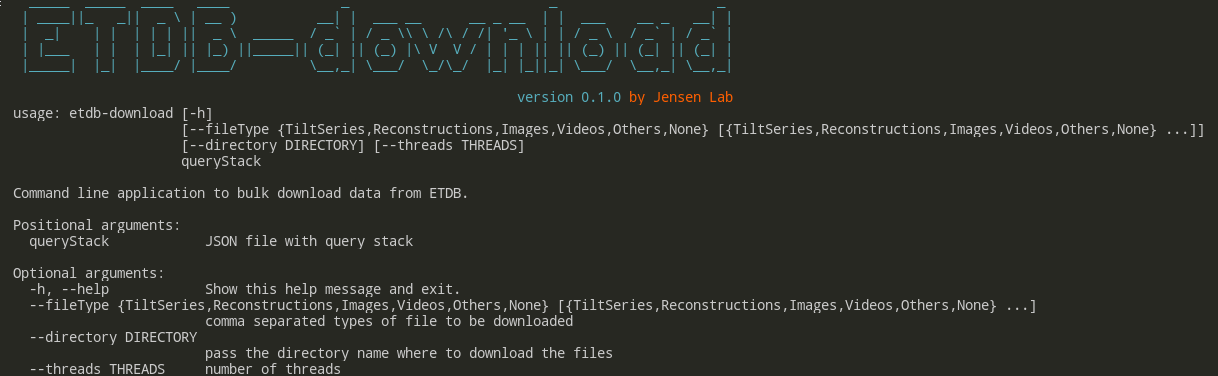 ETDB-download
version 0.1.0 by Jensen Lab
usage: etdb-download [-h]
[--fileType {TiltSeries,Reconstructions,Images,Videos,Others,None} [{TiltSeries,Reconstructions,Images,Videos,Others,None} ...]]
[--directory DIRECTORY] [--threads THREADS]
queryStack
Command line application to bulk download data from ETDB.
Positional arguments:
queryStack JSON file with query stack
Optional arguments:
-h, --help Show this help message and exit.
--fileType {TiltSeries,Reconstructions,Images,Videos,Others,None} [{TiltSeries,Reconstructions,Images,Videos,Others,None} ...]
comma separated types of file to be downloaded
--directory DIRECTORY
pass the directory name where to download the files
--threads THREADS number of threads